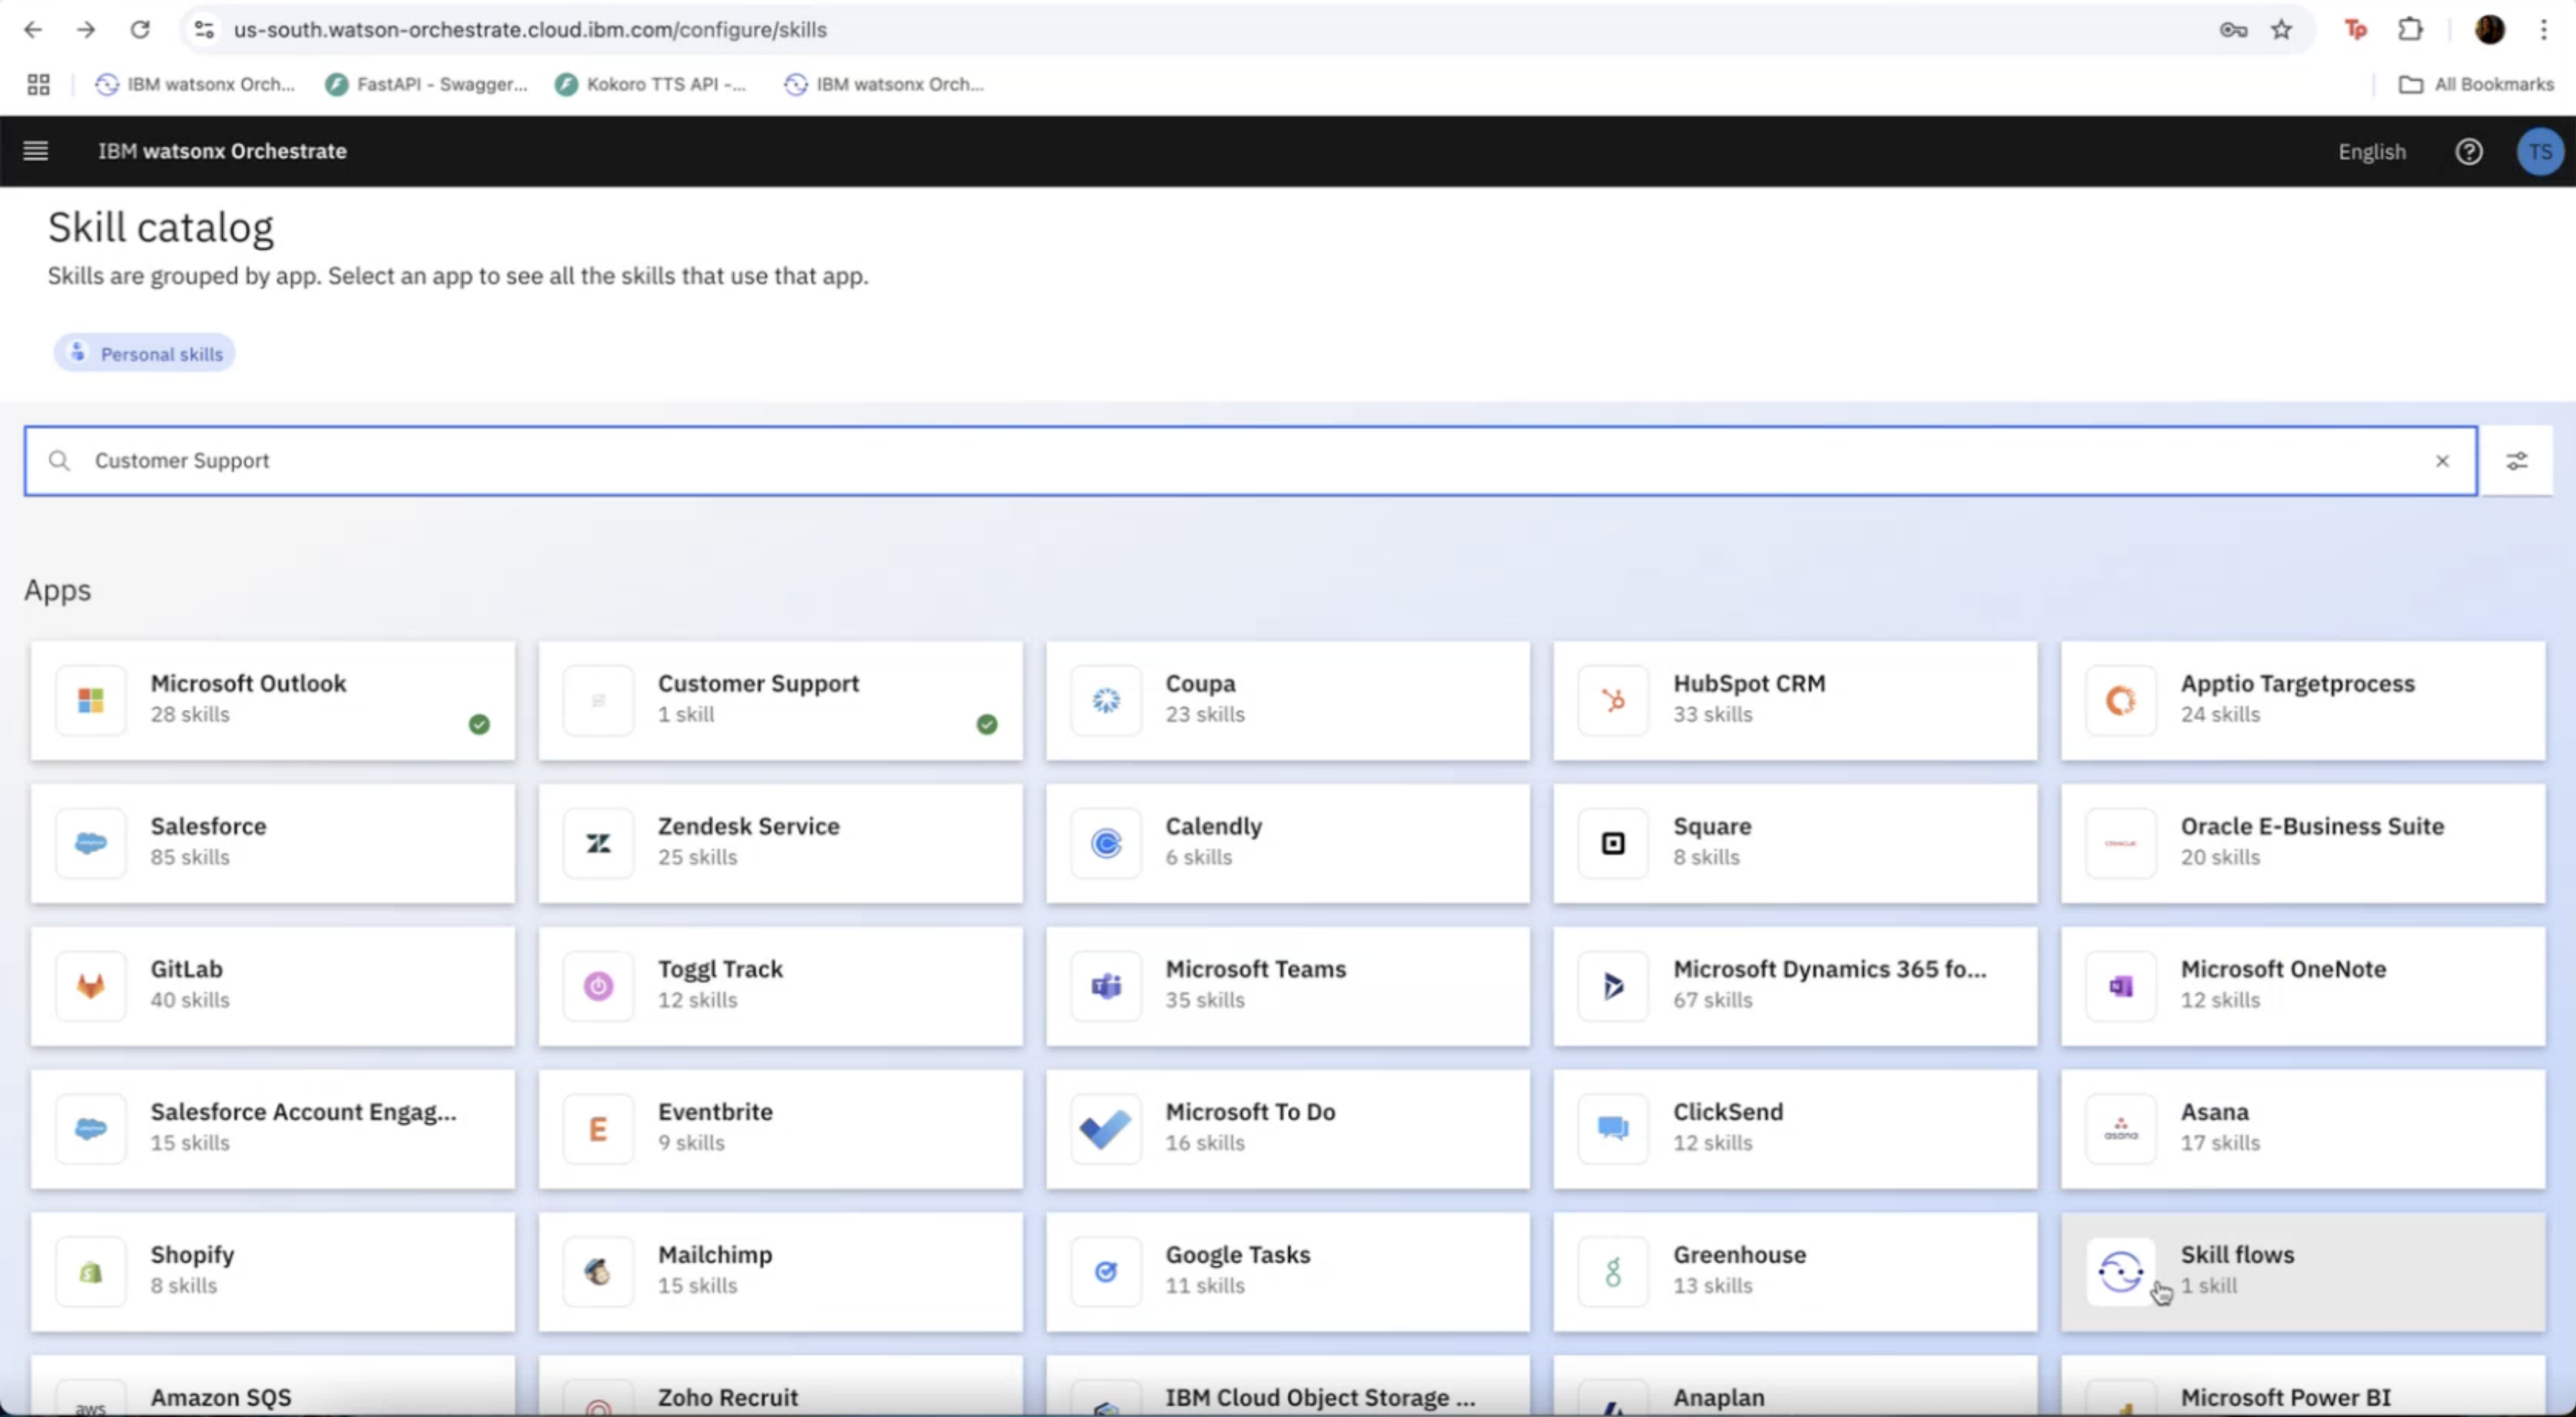 us-south.watson-orchestrate.cloud.ibm.com/configure/skills
Tp
IBM watsonx Orch...
FastAPI - Swagger...
Kokoro TTS API -...
IBM watsonx Orch...
All Bookmarks
IBM watsonx Orchestrate
English
TS
Skill catalog
Skills are grouped by app. Select an app to see all the skills that use that app.
Personal skills
Customer Support
Apps
Microsoft Outlook
28 skills
Customer Support
1 skill
Coupa
23 skills
HubSpot CRM
33 skills
Apptio Targetprocess
24 skills
Salesforce
85 skills
Zendesk Service
25 skills
Calendly
6 skills
Square
8 skills
ORACLE
Oracle E-Business Suite
20 skills
GitLab
40 skills
Toggl Track
12 skills
Microsoft Teams
35 skills
Microsoft Dynamics 365 fo...
67 skills
Microsoft OneNote
12 skills
Salesforce Account Engag...
15 skills
E
Eventbrite
9 skills
Microsoft To Do
16 skills
ClickSend
12 skills
asana
Asana
17 skills
Shopify
8 skills
Mailchimp
15 skills
Google Tasks
11 skills
Greenhouse
13 skills
Skill flows
1 skill
aws
Amazon SQS
Zoho Recruit
IBM Cloud Object Storage ...
Anaplan
Microsoft Power BI